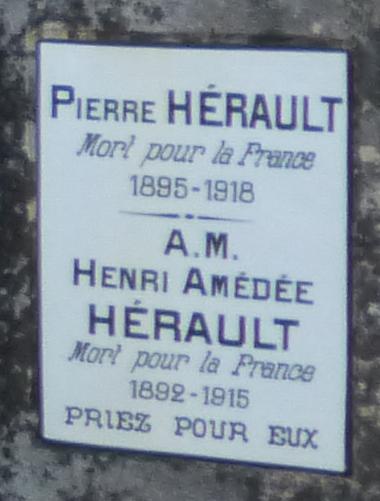 PIERRE HÉRAULT
Mort pour la France
1895-1918
A.M.
HENRI AMÉDÉE
HÉRAULT
Mort pour la France
1892-1915
PRIEZ POUR EUX